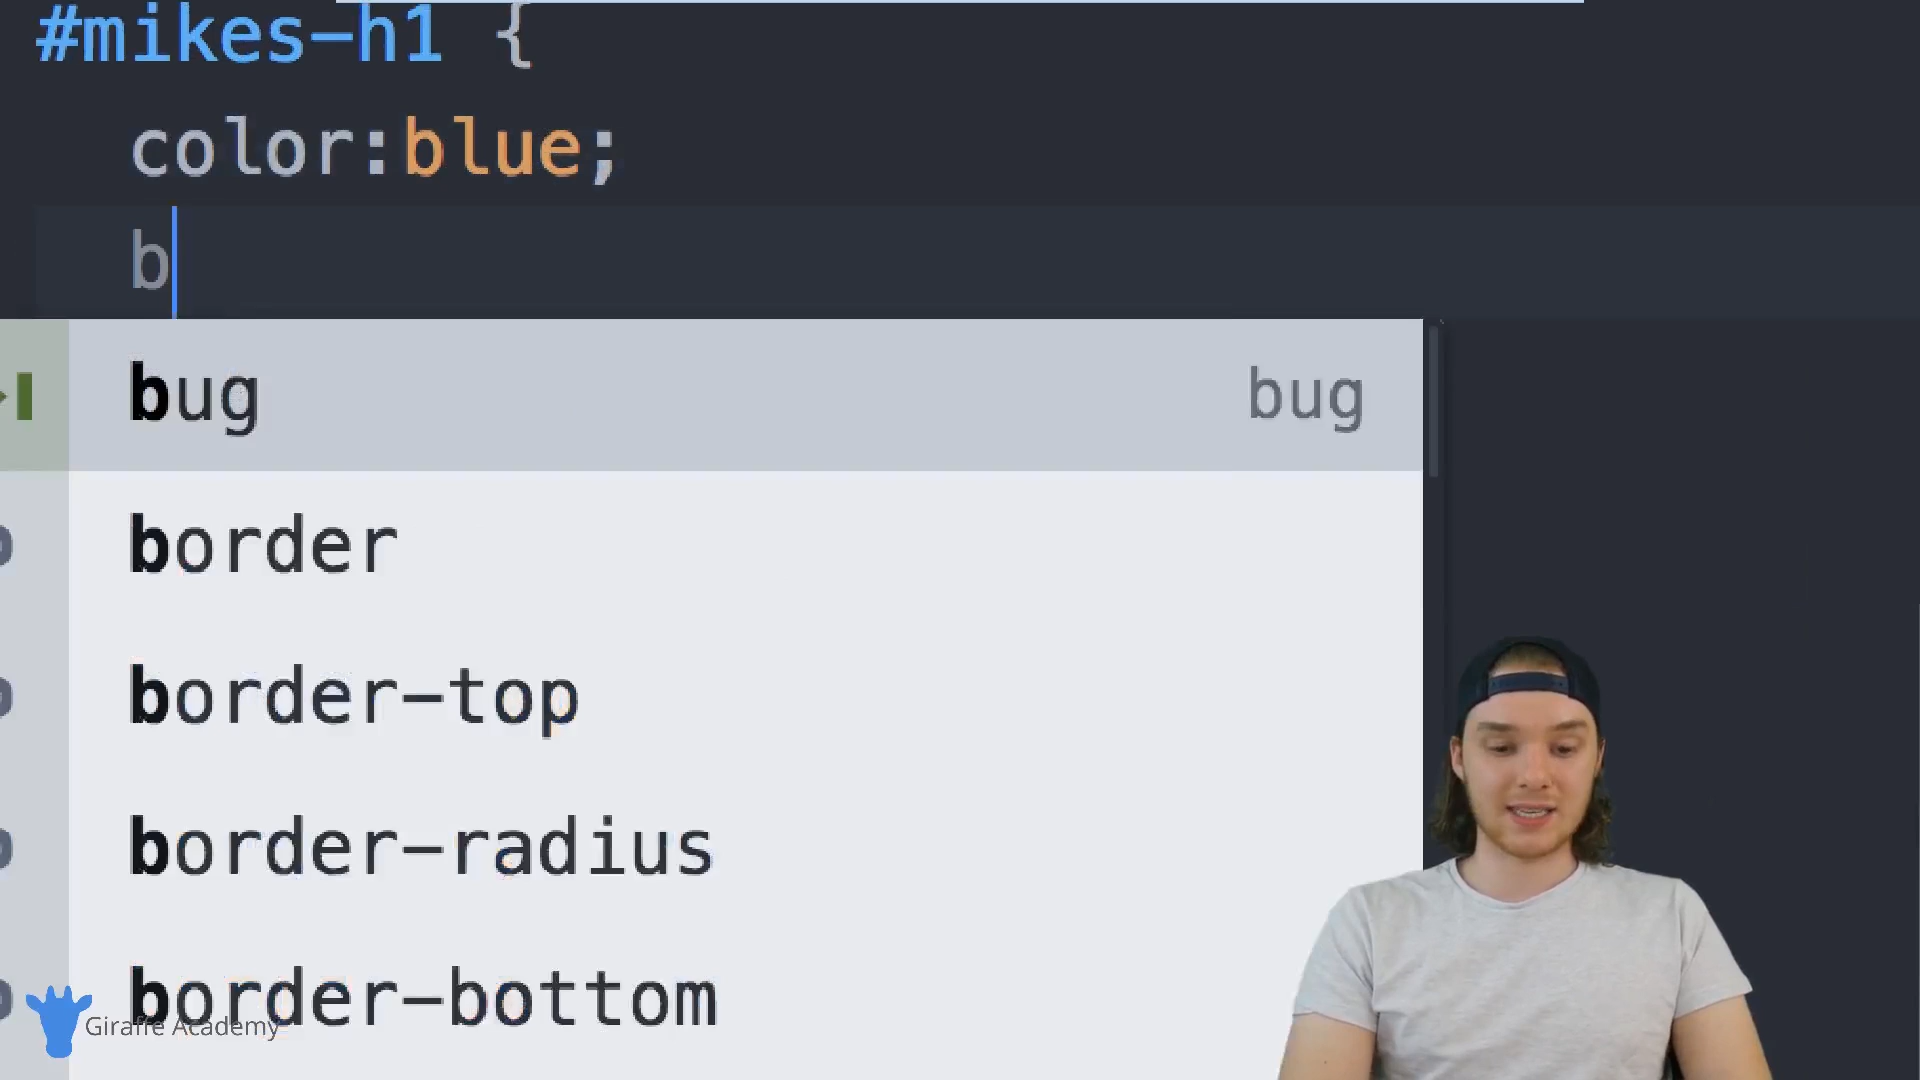 #mikes-h1 {
color:blue;
b
bug bug
border
border-top
border-radius
border-bottom
Giraffe Academy